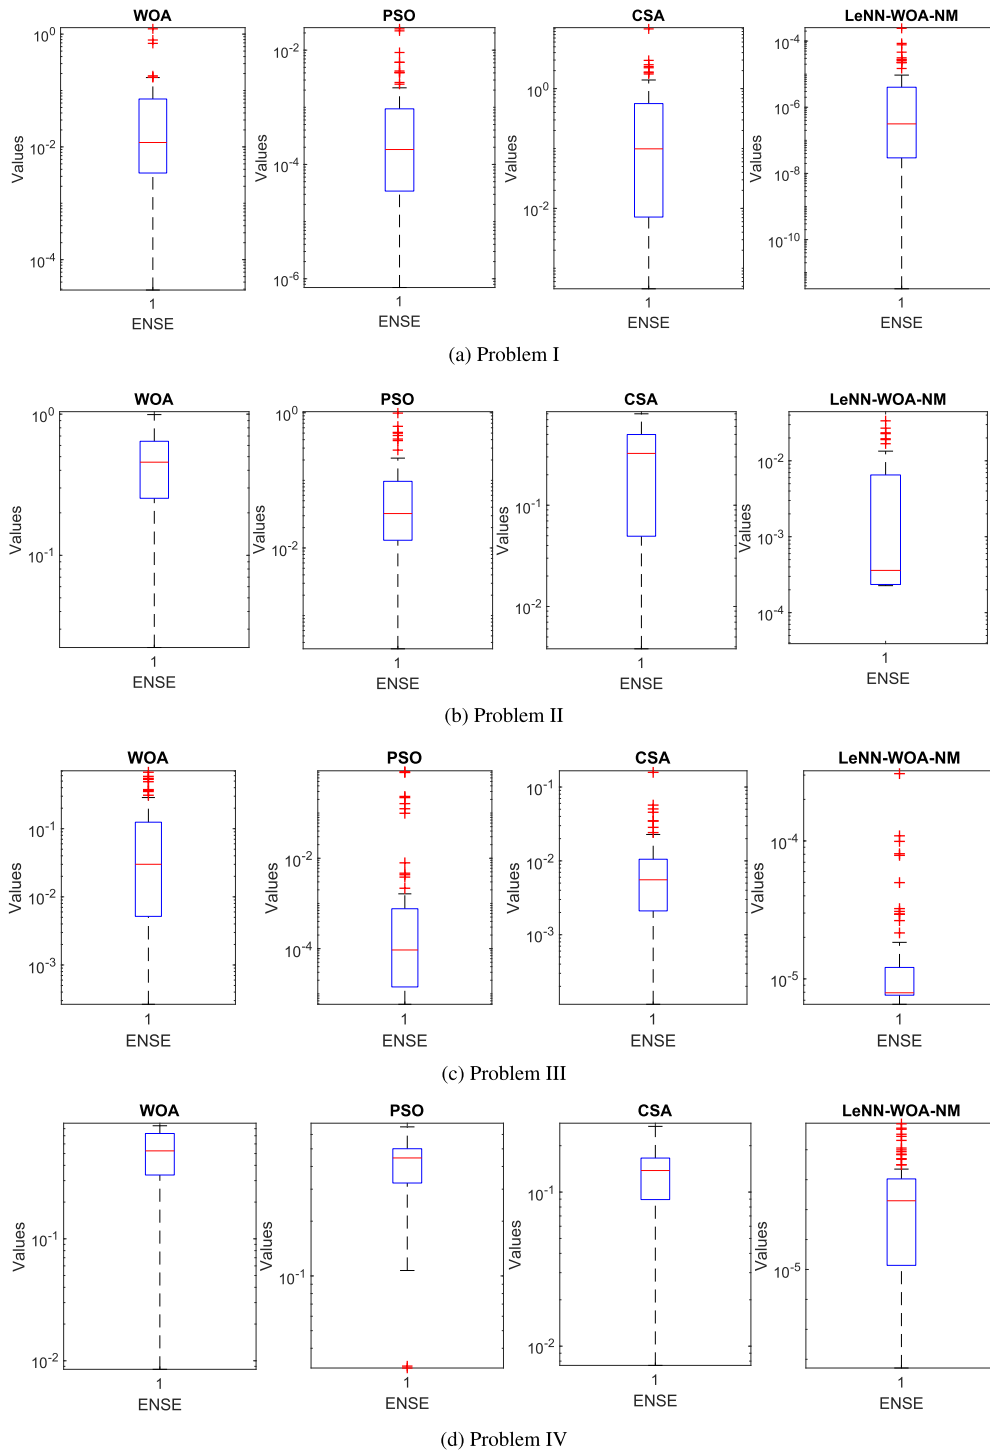 WOA PSO CSA LeNN-WOA-NM
10^0 10^-2 10^-4 Values 1 ENSE
10^-2 10^-4 10^-6 Values 1 ENSE
10^0 10^-2 Values 1 ENSE
10^-4 10^-6 10^-8 10^-10 Values 1 ENSE
(a) Problem I
WOA PSO CSA LeNN-WOA-NM
10^0 10^-1 Values 1 ENSE
10^0 10^-2 Values 1 ENSE
10^-1 10^-2 Values 1 ENSE
10^-2 10^-3 10^-4 Values 1 ENSE
(b) Problem II
WOA PSO CSA LeNN-WOA-NM
10^-1 10^-2 10^-3 Values 1 ENSE
10^-2 10^-4 Values 1 ENSE
10^-1 10^-2 10^-3 Values 1 ENSE
10^-4 10^-5 Values 1 ENSE
(c) Problem III
WOA PSO CSA LeNN-WOA-NM
10^-1 10^-2 Values 1 ENSE
10^-1 Values 1 ENSE
10^-1 10^-2 Values 1 ENSE
10^-5 Values 1 ENSE
(d) Problem IV